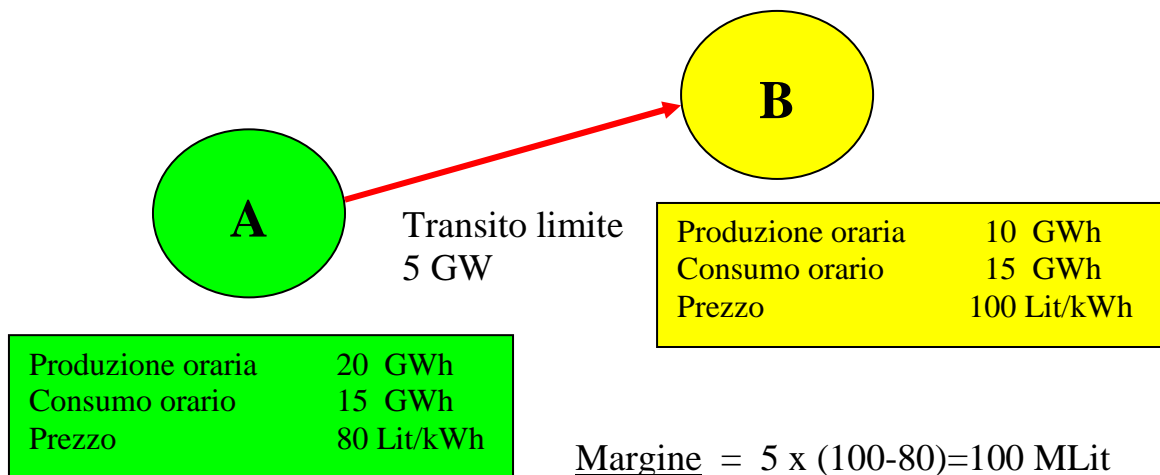 B
A
Transito limite
5 GW
Produzione oraria 10 GWh
Consumo orario 15 GWh
Prezzo 100 Lit/kWh
Produzione oraria 20 GWh
Consumo orario 15 GWh
Prezzo 80 Lit/kWh
Margine = 5 x (100-80)=100 MLit